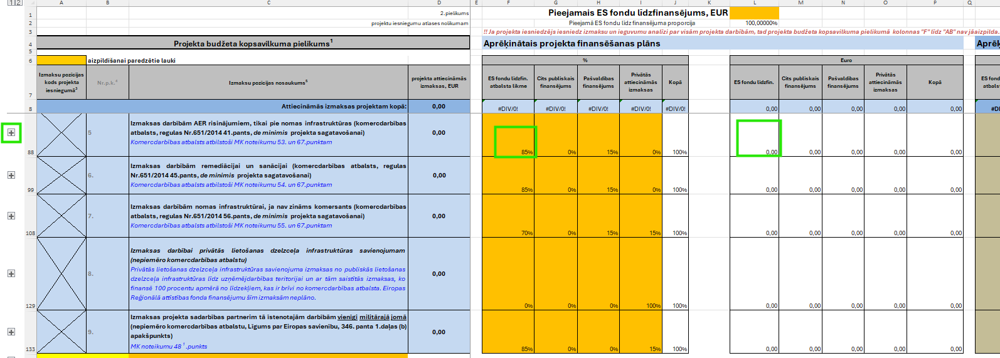 1 2
A B C D E F G H I J K L M N O P Q
1 2.pielikums Pieejamais ES fondu līdzfinansējums, EUR
2 projektu iesniegumu atlases nolikumam Pieejamā ES fondu līdz finansējuma proporcija 100,00000%
3 !! Ja projekta iesniedzējs iesniedz izmaksu un ieguvumu analīzi par visām projekta darbībām, tad projekta budžeta kopsavilkuma pielikumā kolonnas "F" līdz "AB" nav jāaizpilda.
4 Projekta budžeta kopsavilkuma pielikums1 Aprēķinātais projekta finansēšanas plāns
5
6 aizpildīšanai paredzētie lauki % Euro
Izmaksu pozīcijas kods projekta iesniegumā3 Nr.p.k.4 Izmaksu pozīcijas nosaukums5 projekta attiecināmās izmaksas, EUR
ES fondu līdzfin. atbalsta likme Cits publiskais finansējums Pašvaldības finansējums Privātās attiecināmās izmaksas Kopā
ES fondu līdzfin. Cits publiskais finansējums Pašvaldības finansējums Privātās attiecināmās izmaksas Kopā
7
8 Attiecināmās izmaksas projektam kopā: 0,00 #DIV/0! #DIV/0! #DIV/0! #DIV/0! #DIV/0! 0,00 0,00 0,00 0,00 0,00
5 Izmaksas darbībām AER risinājumiem, tikai pie nomas infrastruktūras (komercdarbības
atbalsts, regulas Nr.651/2014 41.pants, de minimis projekta sagatavošanai) 0,00
Komercdarbības atbalsts atbilstoši MK noteikumu 53. un 67.punktam
88 85% 0% 15% 0% 100% 0,00 0,00 0,00 0,00 0,00
6. Izmaksas darbībām remediācijai un sanācijai (komercdarbības atbalsts, regulas
Nr.651/2014 45.pants, de minimis projekta sagatavošanai) 0,00
Komercdarbības atbalsts atbilstoši MK noteikumu 54. un 67.punktam
99 85% 0% 15% 0% 100% 0,00 0,00 0,00 0,00 0,00
7. Izmaksas darbībām nomas infrastruktūrai, ja nav zināms komersants (komercdarbības
atbalsts, regulas Nr.651/2014 56.pants, de minimis projekta sagatavošanai) 0,00
Komercdarbības atbalsts atbilstoši MK noteikumu 55. un 67.punktam
108 70% 0% 15% 15% 100% 0,00 0,00 0,00 0,00 0,00
Izmaksas darbībai privātās lietošanas dzelzceļa infrastruktūras savienojumam
(nepiemēro komercdarbības atbalstu)
Privātās lietošanas dzelzceļa infrastruktūras savienojuma izmaksas no publiskās lietošanas
8. dzelzceļa infrastruktūras līdz uzņēmējdarbības teritorijai un ar tām saistītās izmaksas, ko 0,00
finansē 100 procentu apmērā no līdzekļiem, kas ir brīvi no komercdarbības atbalsta. Eiropas
Reģionālā attīstības fonda finansējumu šīm izmaksām neplāno.
129 0% 0% 0% 100% 100% 0,00 0,00 0,00 0,00 0,00
Izmaksas projekta sadarbības partnerim tā īstenotajām darbībām vienīgi militārajā jomā
9. (nepiemēro komercdarbības atbalstu, Līgums par Eiropas savienību, 346. panta 1.daļas (b) 0,00
apakšpunkts)
MK noteikumu 48 1 .punkts
133 85% 0% 0% 15% 100% 0,00 0,00 0,00 0,00 0,00